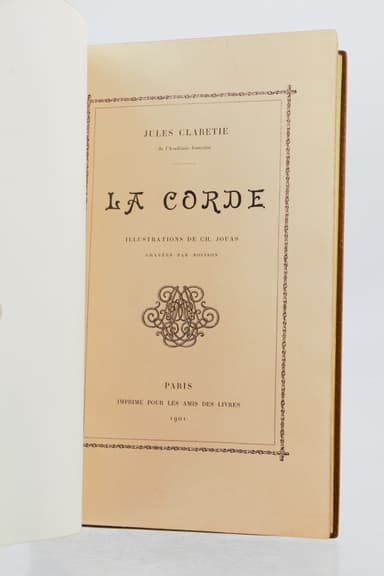 JULES CLARETIE
de l'Académie française
LA CORDE
ILLUSTRATIONS DE CH. JOUAS
GRAVÉES PAR BOISSON
PARIS
IMPRIMÉ POUR LES AMIS DES LIVRES
1901